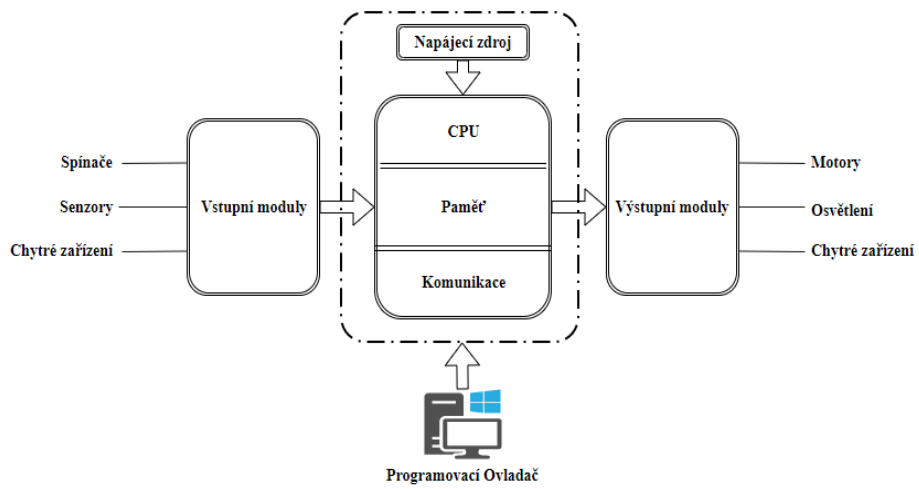 Napájecí zdroj
CPU
Spínače
Motory
Senzory
Vstupní moduly
Paměť
Výstupní moduly
Osvětlení
Chytré zařízení
Chytré zařízení
Komunikace
Programovací Ovladač